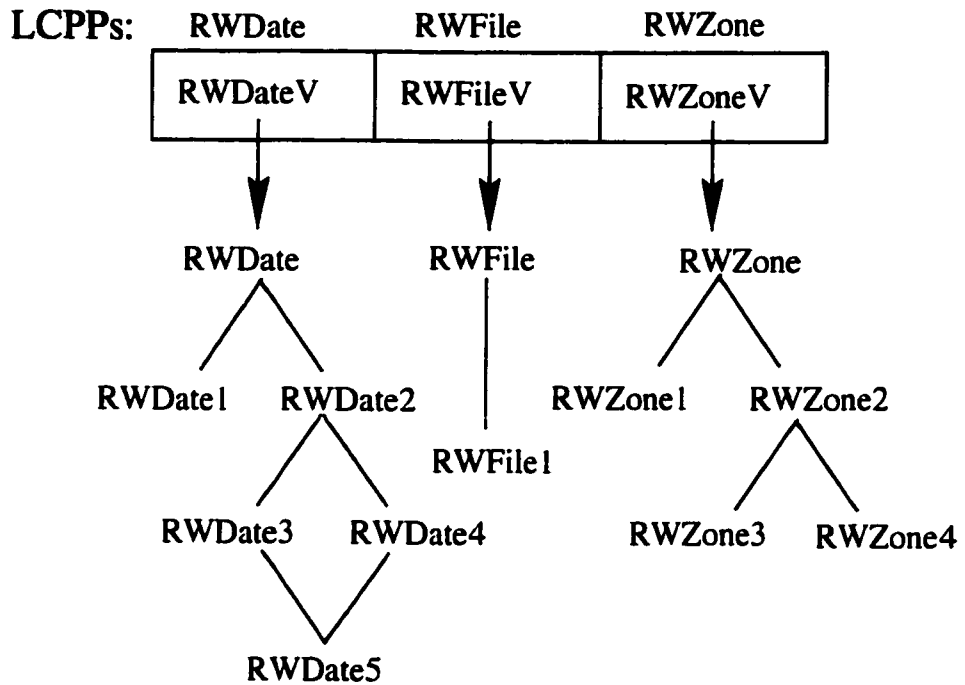 LCPPs: RWDate RWFile RWZone
RWDateV RWFileV RWZoneV
RWDate RWFile RWZone
RWDate1 RWDate2 RWZone1 RWZone2
RWFile1
RWDate3 RWDate4 RWZone3 RWZone4
RWDate5